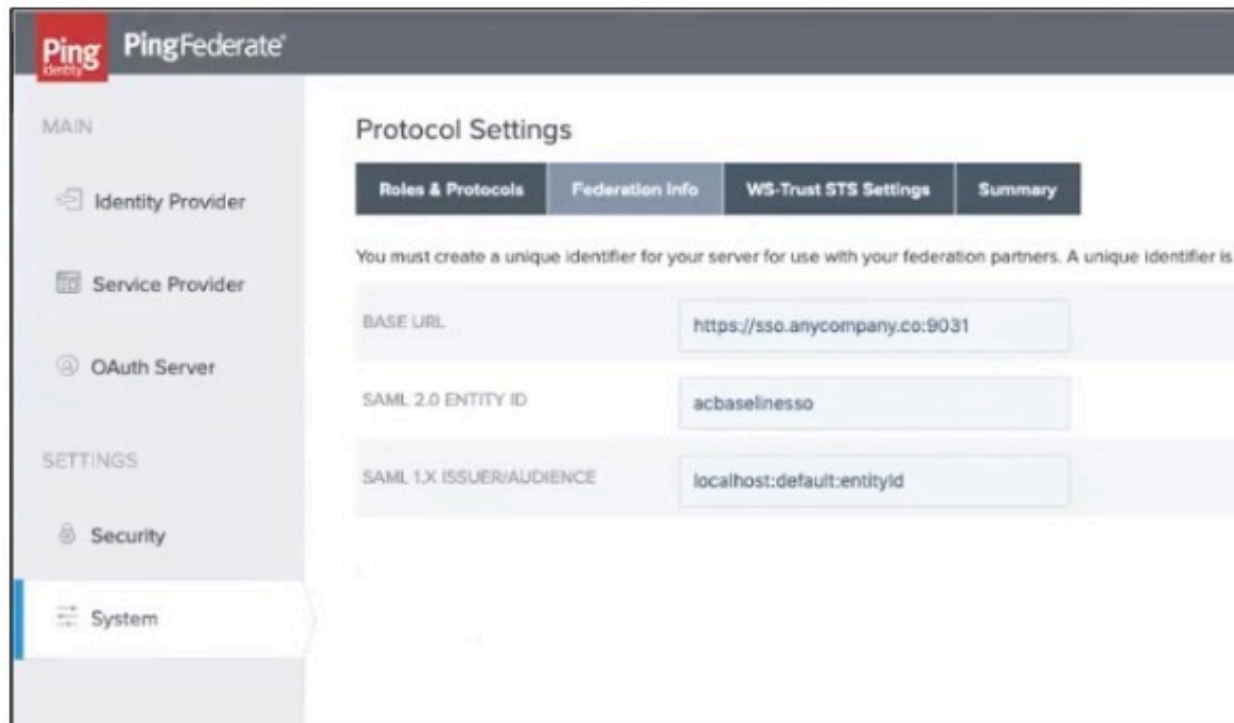 Ping
Identity
PingFederate®
MAIN
Identity Provider
Service Provider
OAuth Server
SETTINGS
Security
System
Protocol Settings
Roles & Protocols
Federation Info
WS-Trust STS Settings
Summary
You must create a unique identifier for your server for use with your federation partners. A unique identifier is
BASE URL
https://sso.anycompany.co:9031
SAML 2.0 ENTITY ID
acbaselinesso
SAML 1.X ISSUER/AUDIENCE
localhost:default:entityId